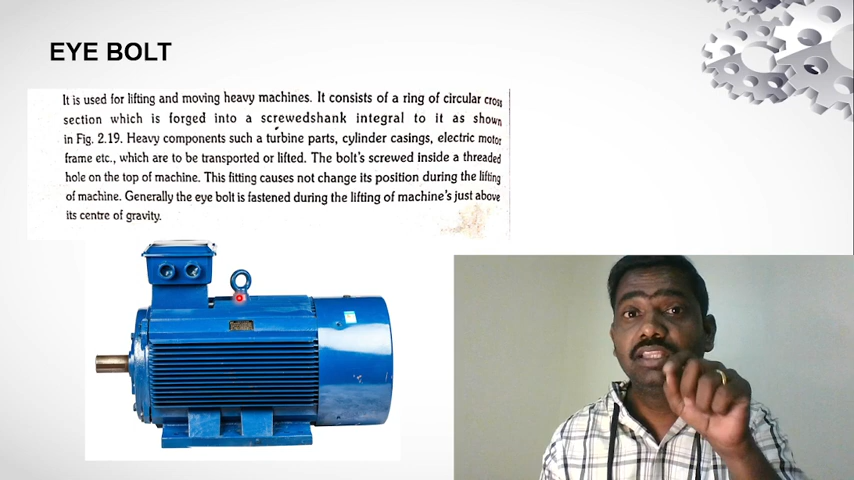 EYE BOLT
It is used for lifting and moving heavy machines. It consists of a ring of circular cross
section which is forged into a screwedshank integral to it as shown
in Fig. 2.19. Heavy components such a turbine parts, cylinder casings, electric motor
frame etc., which are to be transported or lifted. The bolt's screwed inside a threaded
hole on the top of machine. This fitting causes not change its position during the lifting
of machine. Generally the eye bolt is fastened during the lifting of machine's just above
its centre of gravity.